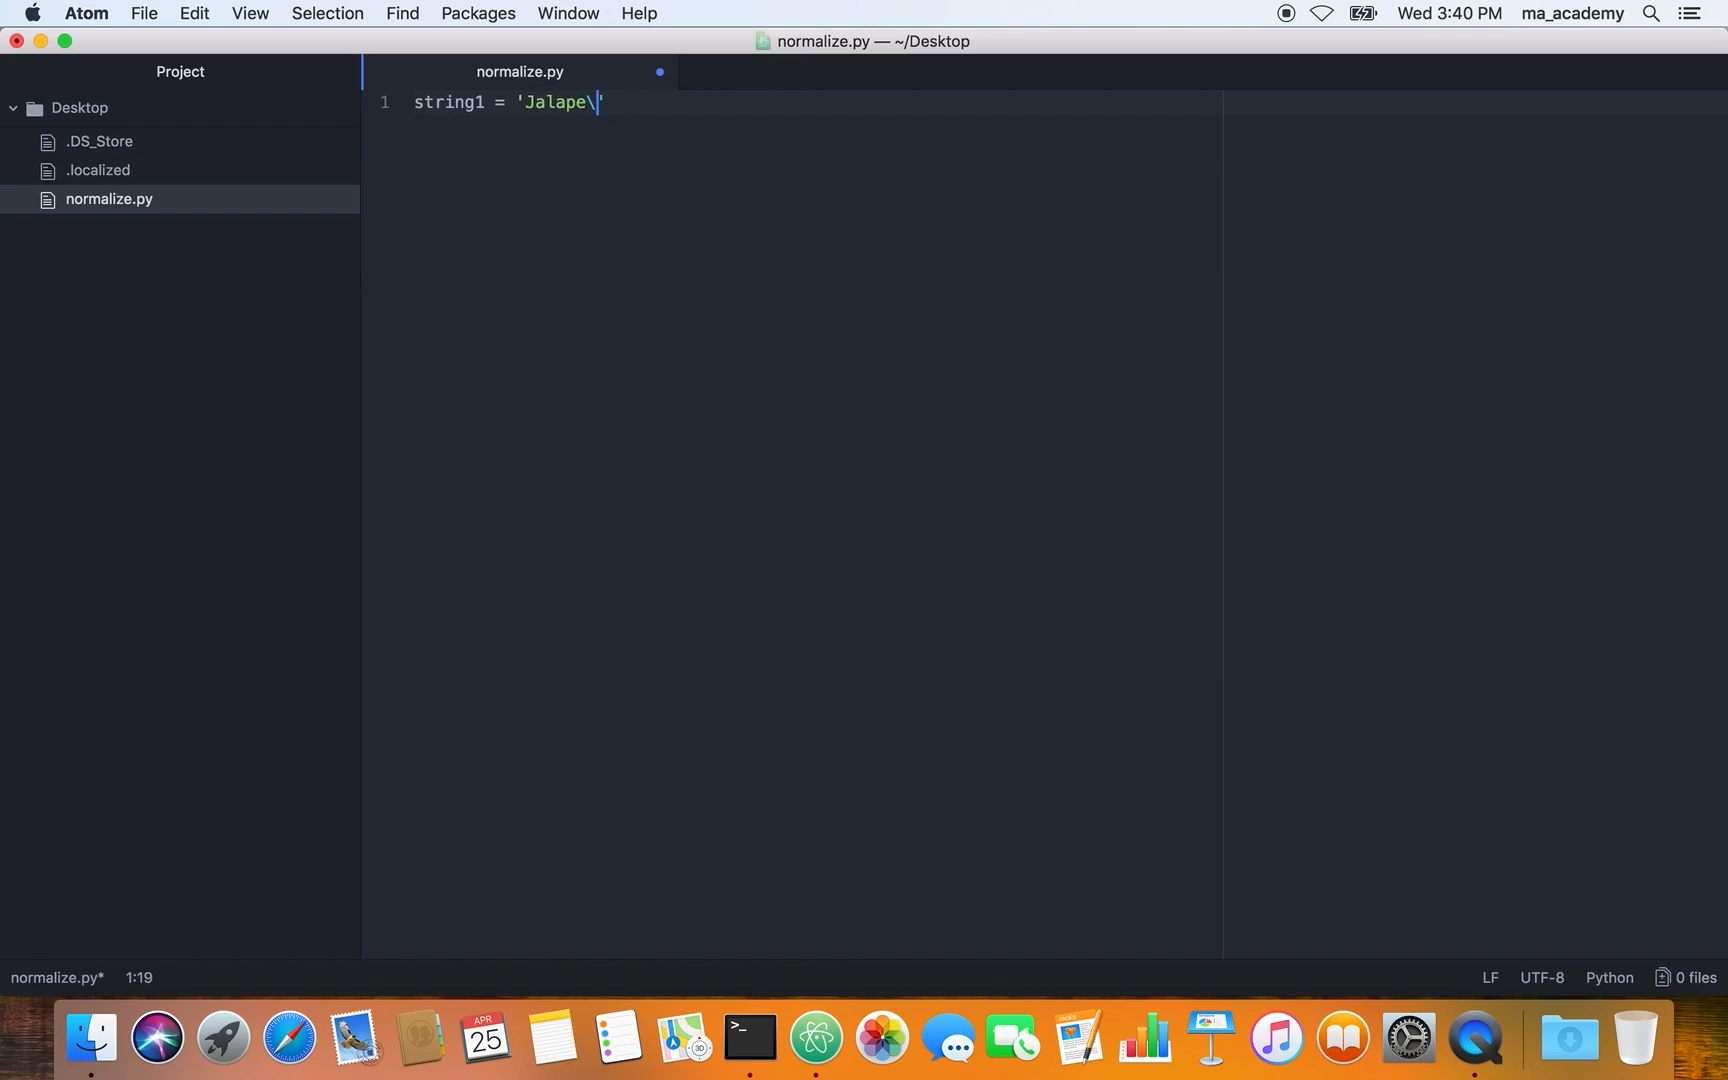 Atom File Edit View Selection Find Packages Window Help Wed 3:40 PM ma_academy
normalize.py — ~/Desktop
Project
normalize.py
Desktop
.DS_Store
.localized
normalize.py
1 string1 = 'Jalape\'
normalize.py* 1:19 LF UTF-8 Python 0 files
APR
25
>_
3D